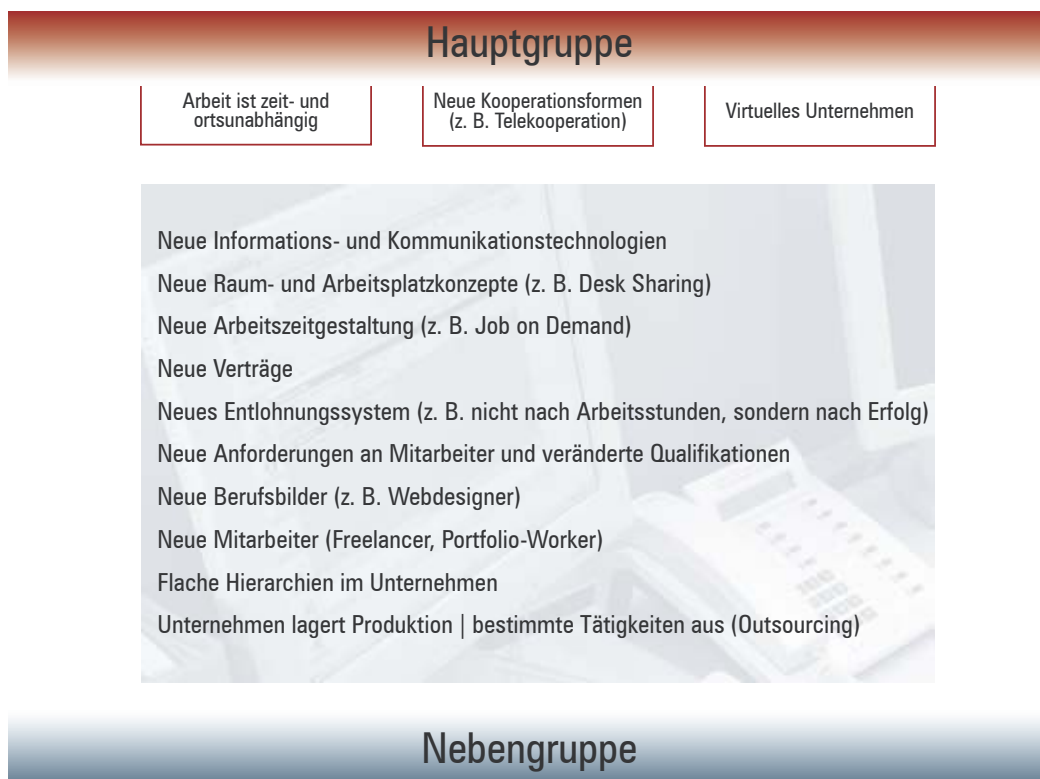 Hauptgruppe
Arbeit ist zeit- und
ortsunabhängig
Neue Kooperationsformen
(z. B. Telekooperation)
Virtuelles Unternehmen
Neue Informations- und Kommunikationstechnologien
Neue Raum- und Arbeitsplatzkonzepte (z. B. Desk Sharing)
Neue Arbeitszeitgestaltung (z. B. Job on Demand)
Neue Verträge
Neues Entlohnungssystem (z. B. nicht nach Arbeitsstunden, sondern nach Erfolg)
Neue Anforderungen an Mitarbeiter und veränderte Qualifikationen
Neue Berufsbilder (z. B. Webdesigner)
Neue Mitarbeiter (Freelancer, Portfolio-Worker)
Flache Hierarchien im Unternehmen
Unternehmen lagert Produktion | bestimmte Tätigkeiten aus (Outsourcing)
Nebengruppe